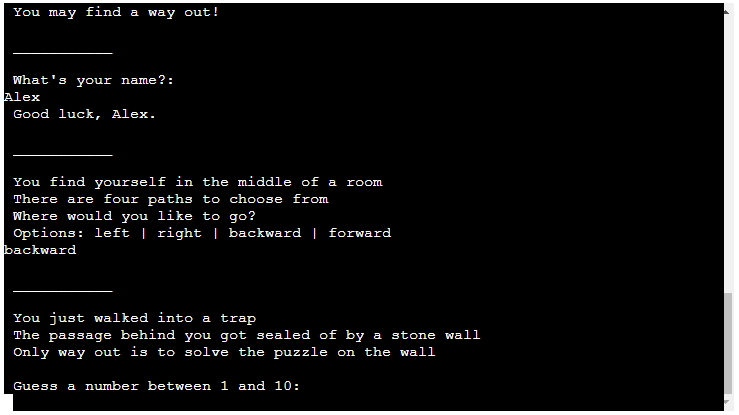 You may find a way out!
___________
What's your name?:
Alex
Good luck, Alex.
___________
You find yourself in the middle of a room
There are four paths to choose from
Where would you like to go?
Options: left | right | backward | forward
backward
___________
You just walked into a trap
The passage behind you got sealed of by a stone wall
Only way out is to solve the puzzle on the wall
Guess a number between 1 and 10: